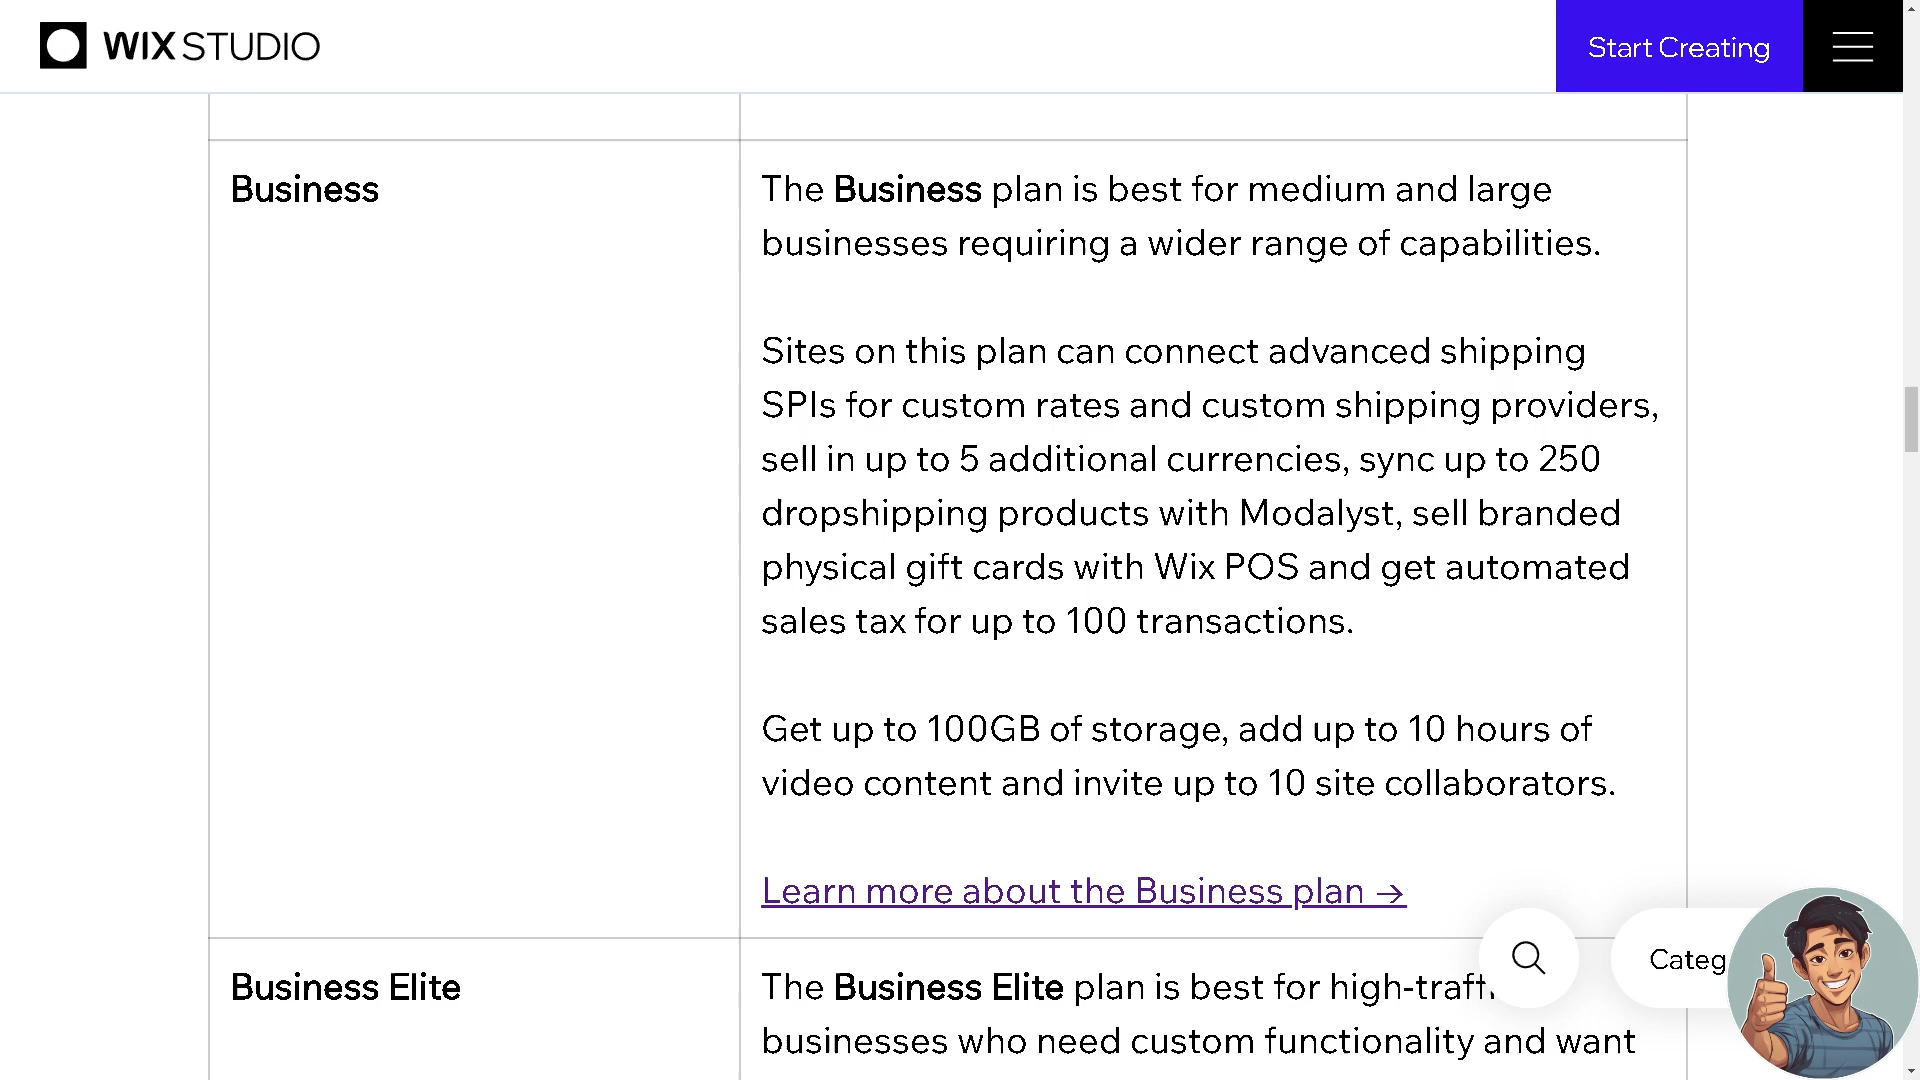 WIX STUDIO
Start Creating
Business
The Business plan is best for medium and large
businesses requiring a wider range of capabilities.
Sites on this plan can connect advanced shipping
SPIs for custom rates and custom shipping providers,
sell in up to 5 additional currencies, sync up to 250
dropshipping products with Modalyst, sell branded
physical gift cards with Wix POS and get automated
sales tax for up to 100 transactions.
Get up to 100GB of storage, add up to 10 hours of
video content and invite up to 10 site collaborators.
Learn more about the Business plan →
Business Elite
The Business Elite plan is best for
businesses who need custom functionality and want